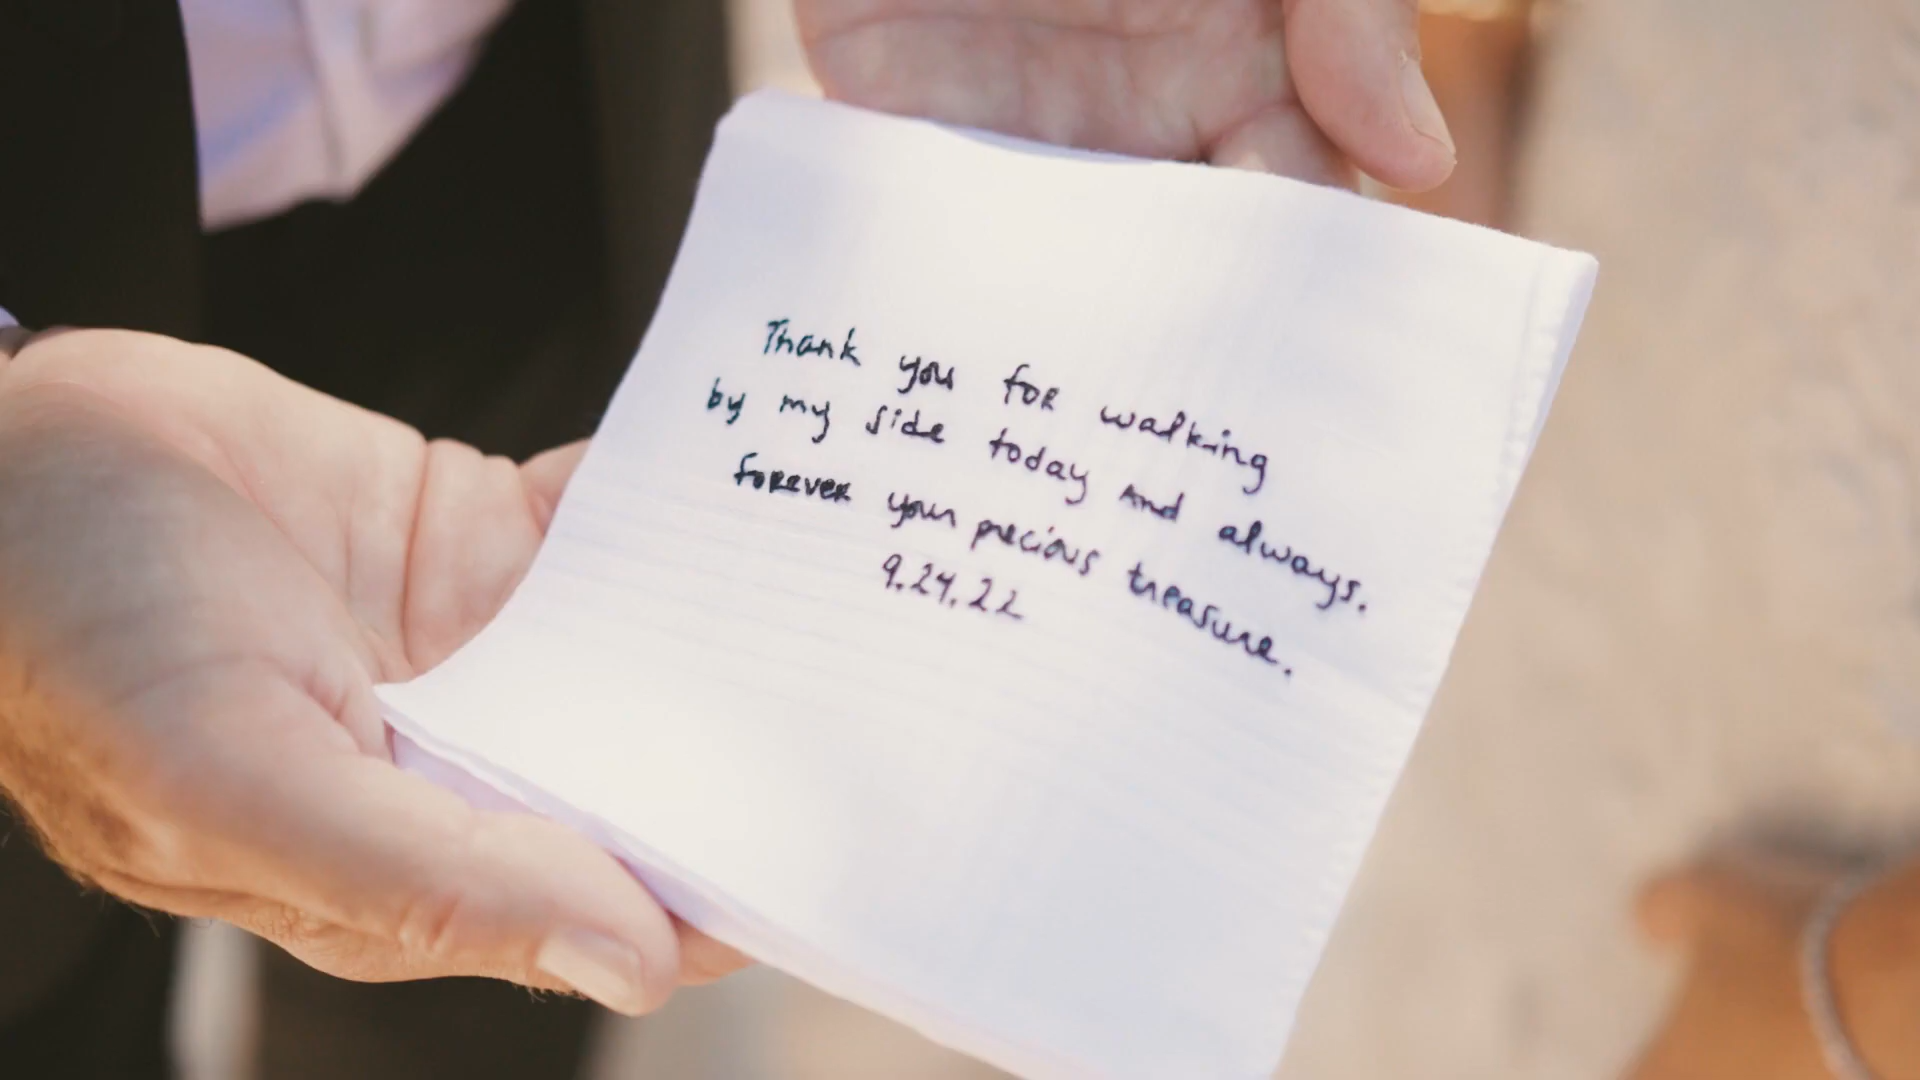 Thank you for walking
by my side today And always.
forever your precious treasure.
9.24.22